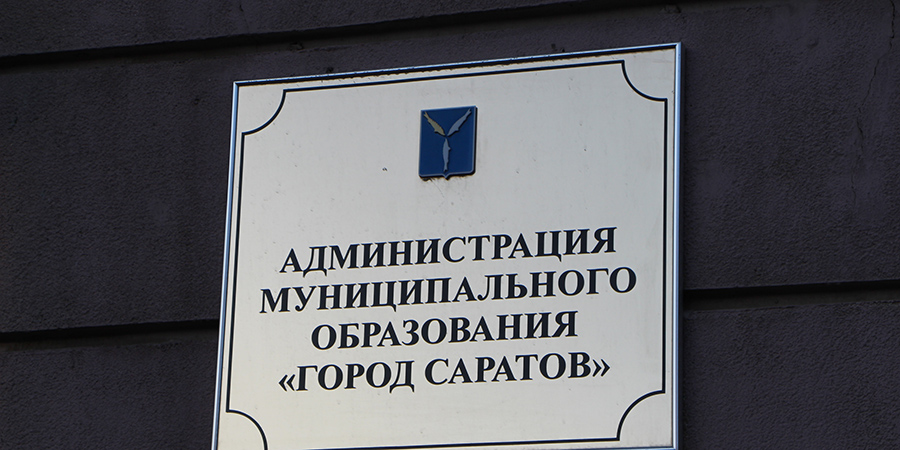 АДМИНИСТРАЦИЯ
МУНИЦИПАЛЬНОГО
ОБРАЗОВАНИЯ
«ГОРОД САРАТОВ»